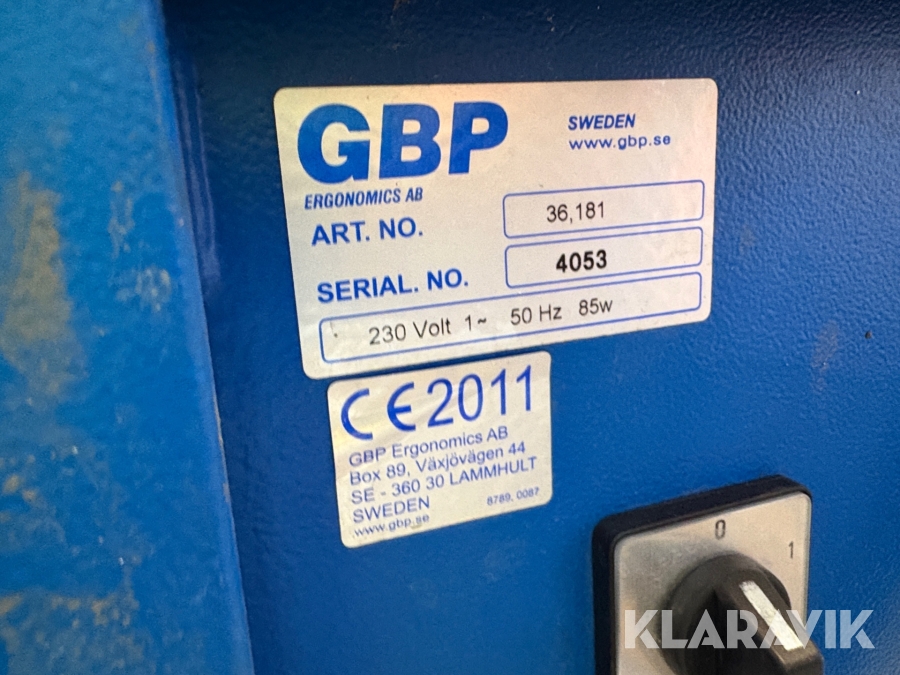 GBP
ERGONOMICS AB
SWEDEN
www.gbp.se
ART. NO.
36,181
SERIAL. NO.
4053
230 Volt 1~ 50 Hz 85w
CE 2011
GBP Ergonomics AB
Box 89, Växjövägen 44
SE - 360 30 LAMMHULT
SWEDEN
8789, 0087
www.gbp.se
0
1
KLARAVIK